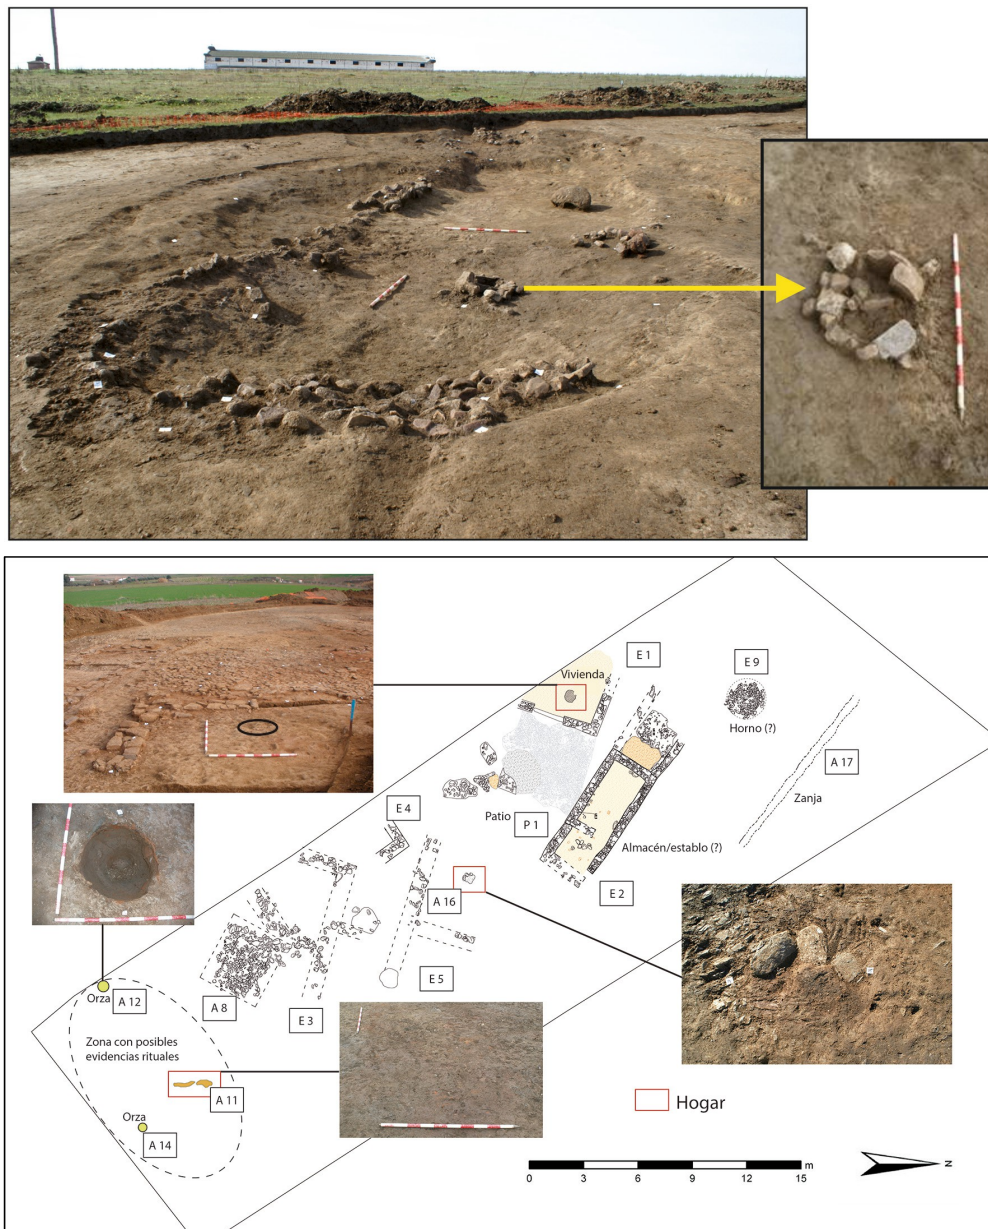 E 1
Vivienda
E 9
Horno (?)
A 17
Zanja
E 4
Patio
P 1
Almacén/establo (?)
E 2
A 16
E 5
A 8
E 3
Orza
A 12
Zona con posibles
evidencias rituales
A 11
Orza
A 14
Hogar
0 3 6 9 12 15 m
N